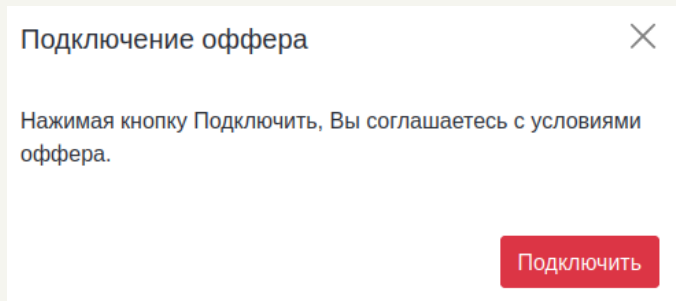 Подключение оффера
Нажимая кнопку Подключить, Вы соглашаетесь с условиями
оффера.
Подключить